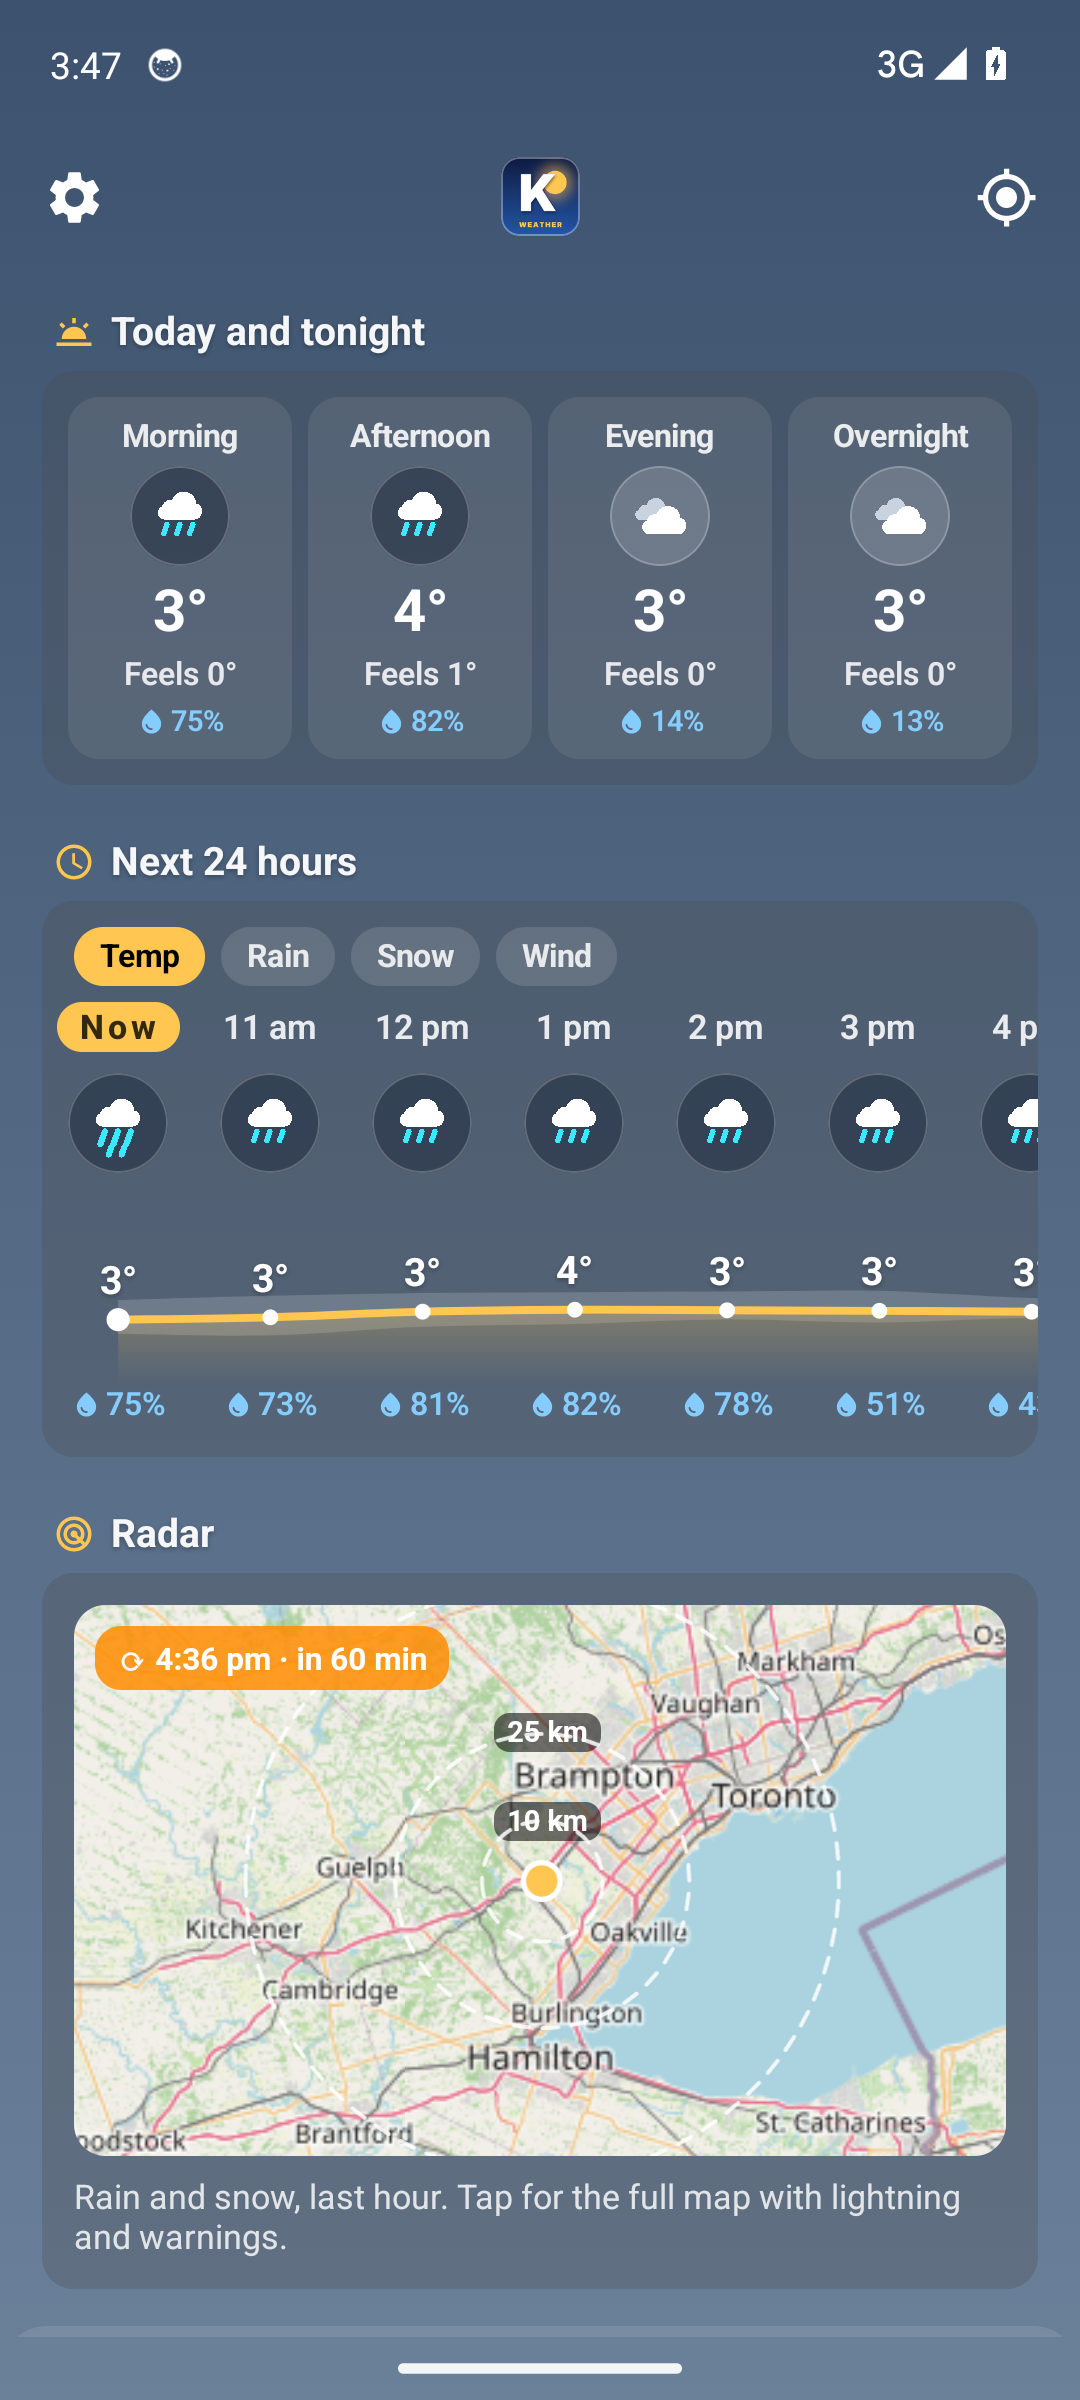 3:47
3G
K
WEATHER
Today and tonight
Morning Afternoon Evening Overnight
3° 4° 3° 3°
Feels 0° Feels 1° Feels 0° Feels 0°
75% 82% 14% 13%
Next 24 hours
Temp Rain Snow Wind
Now 11 am 12 pm 1 pm 2 pm 3 pm 4 p
3° 3° 3° 4° 3° 3° 3°
75% 73% 81% 82% 78% 51% 4
Radar
4:36 pm · in 60 min
Os
Markham
Vaughan
25 km
Brampton
Toronto
10 km
Guelph
Kitchener
Oakville
Cambridge
Burlington
Hamilton
St. Catharines
Brantford
oodstock
Rain and snow, last hour. Tap for the full map with lightning
and warnings.